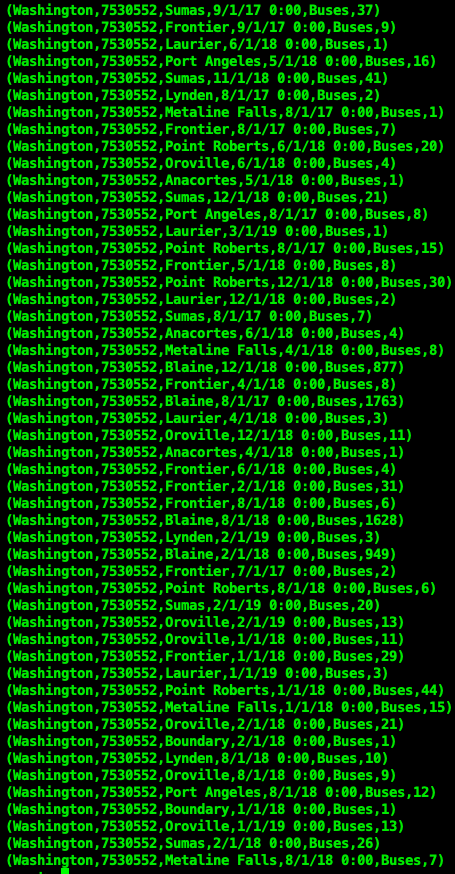 (Washington,7530552,Sumas,9/1/17 0:00,Buses,37)
(Washington,7530552,Frontier,9/1/17 0:00,Buses,9)
(Washington,7530552,Laurier,6/1/18 0:00,Buses,1)
(Washington,7530552,Port Angeles,5/1/18 0:00,Buses,16)
(Washington,7530552,Sumas,11/1/18 0:00,Buses,41)
(Washington,7530552,Lynden,8/1/17 0:00,Buses,2)
(Washington,7530552,Metaline Falls,8/1/17 0:00,Buses,1)
(Washington,7530552,Frontier,8/1/17 0:00,Buses,7)
(Washington,7530552,Point Roberts,6/1/18 0:00,Buses,20)
(Washington,7530552,Oroville,6/1/18 0:00,Buses,4)
(Washington,7530552,Anacortes,5/1/18 0:00,Buses,1)
(Washington,7530552,Sumas,12/1/18 0:00,Buses,21)
(Washington,7530552,Port Angeles,8/1/17 0:00,Buses,8)
(Washington,7530552,Laurier,3/1/19 0:00,Buses,1)
(Washington,7530552,Point Roberts,8/1/17 0:00,Buses,15)
(Washington,7530552,Frontier,5/1/18 0:00,Buses,8)
(Washington,7530552,Point Roberts,12/1/18 0:00,Buses,30)
(Washington,7530552,Laurier,12/1/18 0:00,Buses,2)
(Washington,7530552,Sumas,8/1/17 0:00,Buses,7)
(Washington,7530552,Anacortes,6/1/18 0:00,Buses,4)
(Washington,7530552,Metaline Falls,4/1/18 0:00,Buses,8)
(Washington,7530552,Blaine,12/1/18 0:00,Buses,877)
(Washington,7530552,Frontier,4/1/18 0:00,Buses,8)
(Washington,7530552,Blaine,8/1/17 0:00,Buses,1763)
(Washington,7530552,Laurier,4/1/18 0:00,Buses,3)
(Washington,7530552,Oroville,12/1/18 0:00,Buses,11)
(Washington,7530552,Anacortes,4/1/18 0:00,Buses,1)
(Washington,7530552,Frontier,6/1/18 0:00,Buses,4)
(Washington,7530552,Frontier,2/1/18 0:00,Buses,31)
(Washington,7530552,Frontier,8/1/18 0:00,Buses,6)
(Washington,7530552,Blaine,8/1/18 0:00,Buses,1628)
(Washington,7530552,Lynden,2/1/19 0:00,Buses,3)
(Washington,7530552,Blaine,2/1/18 0:00,Buses,949)
(Washington,7530552,Frontier,7/1/17 0:00,Buses,2)
(Washington,7530552,Point Roberts,8/1/18 0:00,Buses,6)
(Washington,7530552,Sumas,2/1/19 0:00,Buses,20)
(Washington,7530552,Oroville,2/1/19 0:00,Buses,13)
(Washington,7530552,Oroville,1/1/18 0:00,Buses,11)
(Washington,7530552,Frontier,1/1/18 0:00,Buses,29)
(Washington,7530552,Laurier,1/1/19 0:00,Buses,3)
(Washington,7530552,Point Roberts,1/1/18 0:00,Buses,44)
(Washington,7530552,Metaline Falls,1/1/18 0:00,Buses,15)
(Washington,7530552,Oroville,2/1/18 0:00,Buses,21)
(Washington,7530552,Boundary,2/1/18 0:00,Buses,1)
(Washington,7530552,Lynden,8/1/18 0:00,Buses,10)
(Washington,7530552,Oroville,8/1/18 0:00,Buses,9)
(Washington,7530552,Port Angeles,8/1/18 0:00,Buses,12)
(Washington,7530552,Boundary,1/1/18 0:00,Buses,1)
(Washington,7530552,Oroville,1/1/19 0:00,Buses,13)
(Washington,7530552,Sumas,2/1/18 0:00,Buses,26)
(Washington,7530552,Metaline Falls,8/1/18 0:00,Buses,7)